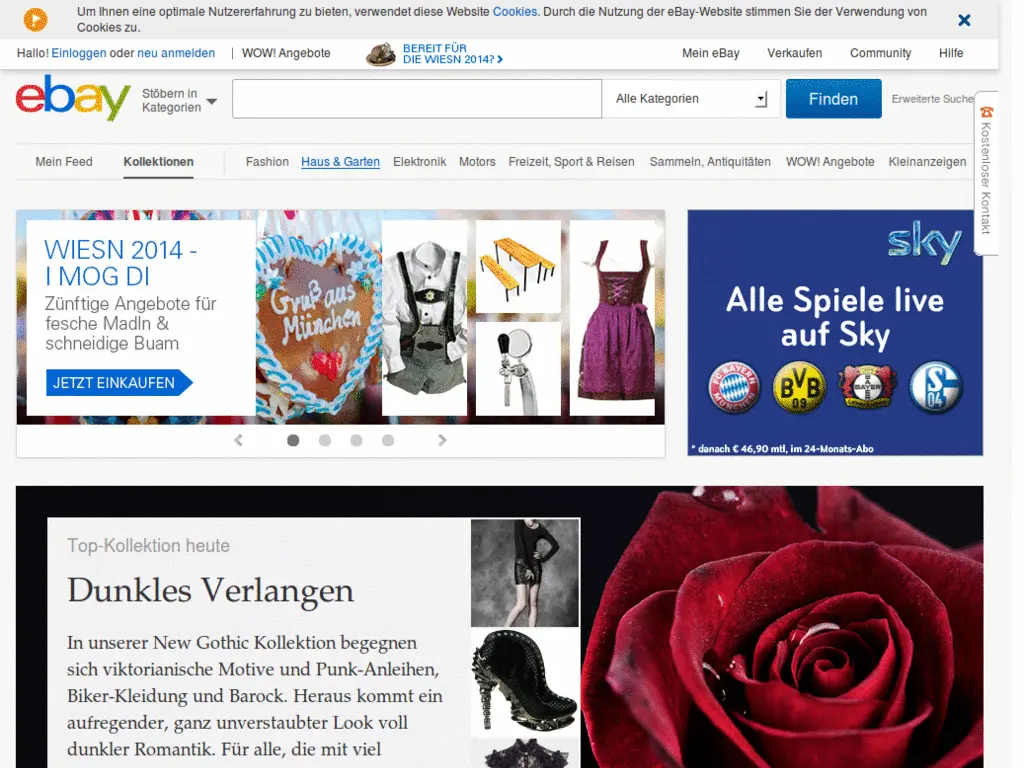 Um Ihnen eine optimale Nutzererfahrung zu bieten, verwendet diese Website Cookies. Durch die Nutzung der eBay-Website stimmen Sie der Verwendung von
Cookies zu.
Hallo! Einloggen oder neu anmelden
WOW! Angebote
BEREIT FÜR
DIE WIESN 2014?
Mein eBay
Verkaufen
Community
Hilfe
ebay
Stöbern in
Kategorien
Alle Kategorien
Finden
Erweiterte Suche
Kostenloser Kontakt
Mein Feed
Kollektionen
Fashion
Haus & Garten
Elektronik
Motors
Freizeit, Sport & Reisen
Sammeln, Antiquitäten
WOW! Angebote
Kleinanzeigen
WIESN 2014 -
I MOG DI
Zünftige Angebote für
fesche Madln &
schneidige Buam
JETZT EINKAUFEN
Gruß aus
München
sky
Alle Spiele live
auf Sky
FC BAYERN
MÜNCHEN
BVB
09
BAYER
S
04
* danach € 46,90 mtl, im 24-Monats-Abo
Top-Kollektion heute
Dunkles Verlangen
In unserer New Gothic Kollektion begegnen
sich viktorianische Motive und Punk-Anleihen,
Biker-Kleidung und Barock. Heraus kommt ein
aufregender, ganz unverstaubter Look voll
dunkler Romantik. Für alle, die mit viel